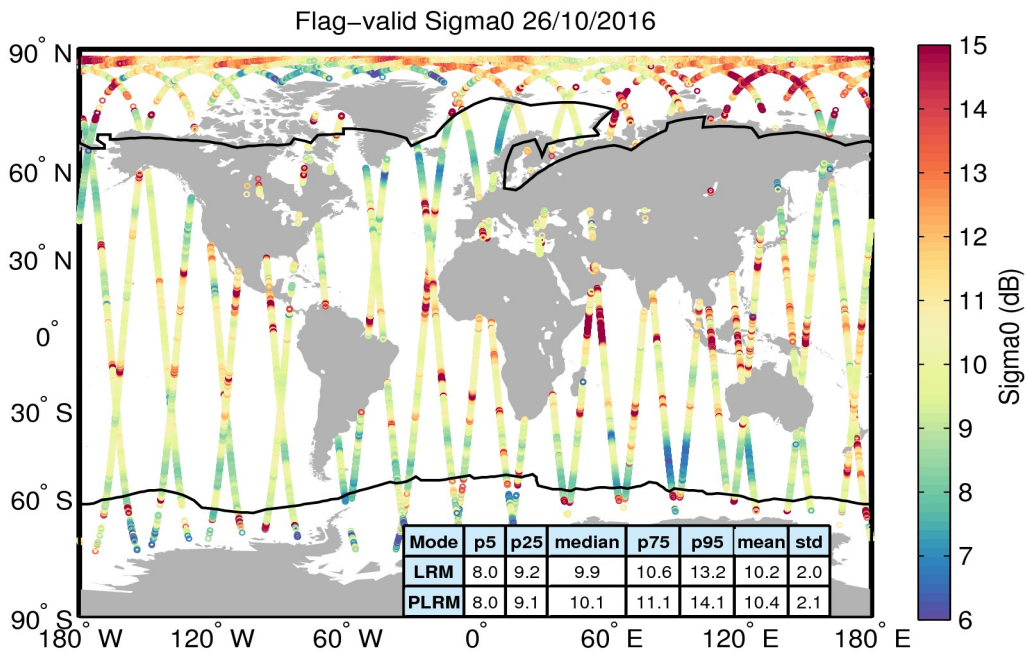 Flag-valid Sigma0 26/10/2016
90° N
60° N
30° N
0°
30° S
60° S
90° S
180° W
120° W
60° W
0°
60° E
120° E
180° E
15
14
13
12
11
10
9
8
7
6
Sigma0 (dB)
Mode p5 p25 median p75 p95 mean std
LRM 8.0 9.2 9.9 10.6 13.2 10.2 2.0
PLRM 8.0 9.1 10.1 11.1 14.1 10.4 2.1